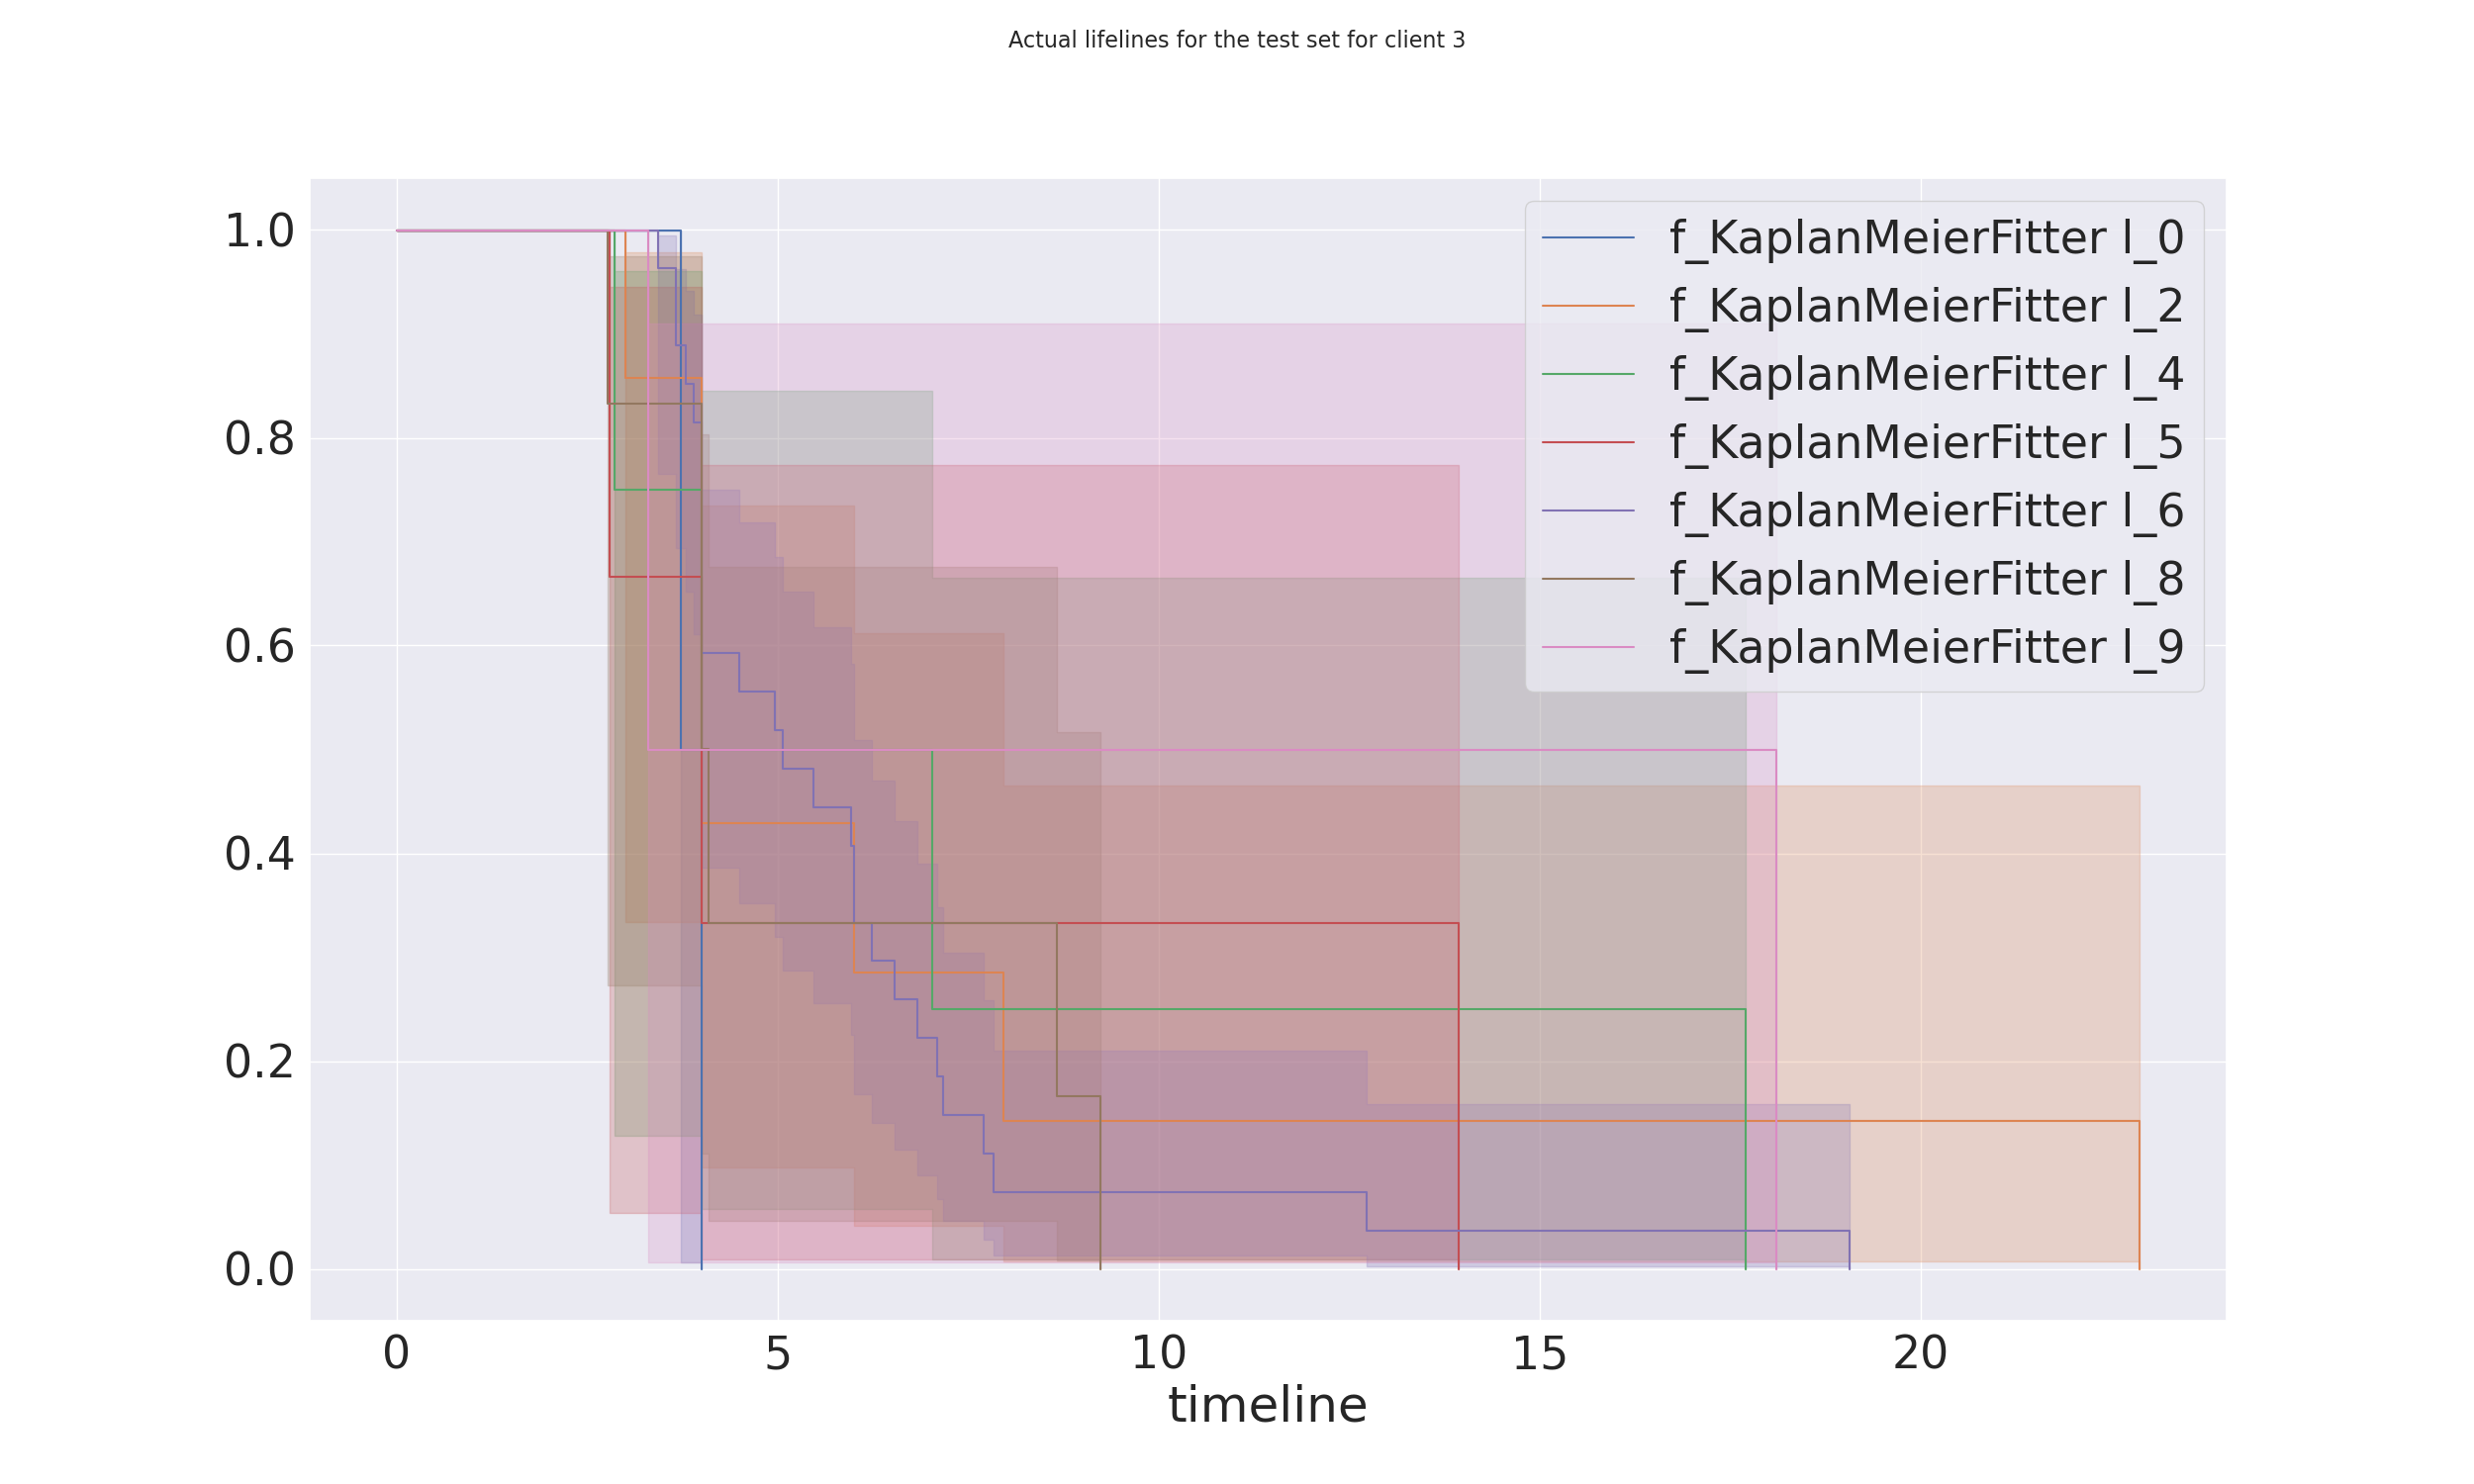 Actual lifelines for the test set for client 3
1.0
0.8
0.6
0.4
0.2
0.0
f_KaplanMeierFitter l_0
f_KaplanMeierFitter l_2
f_KaplanMeierFitter l_4
f_KaplanMeierFitter l_5
f_KaplanMeierFitter l_6
f_KaplanMeierFitter l_8
f_KaplanMeierFitter l_9
0 5 10 15 20
timeline